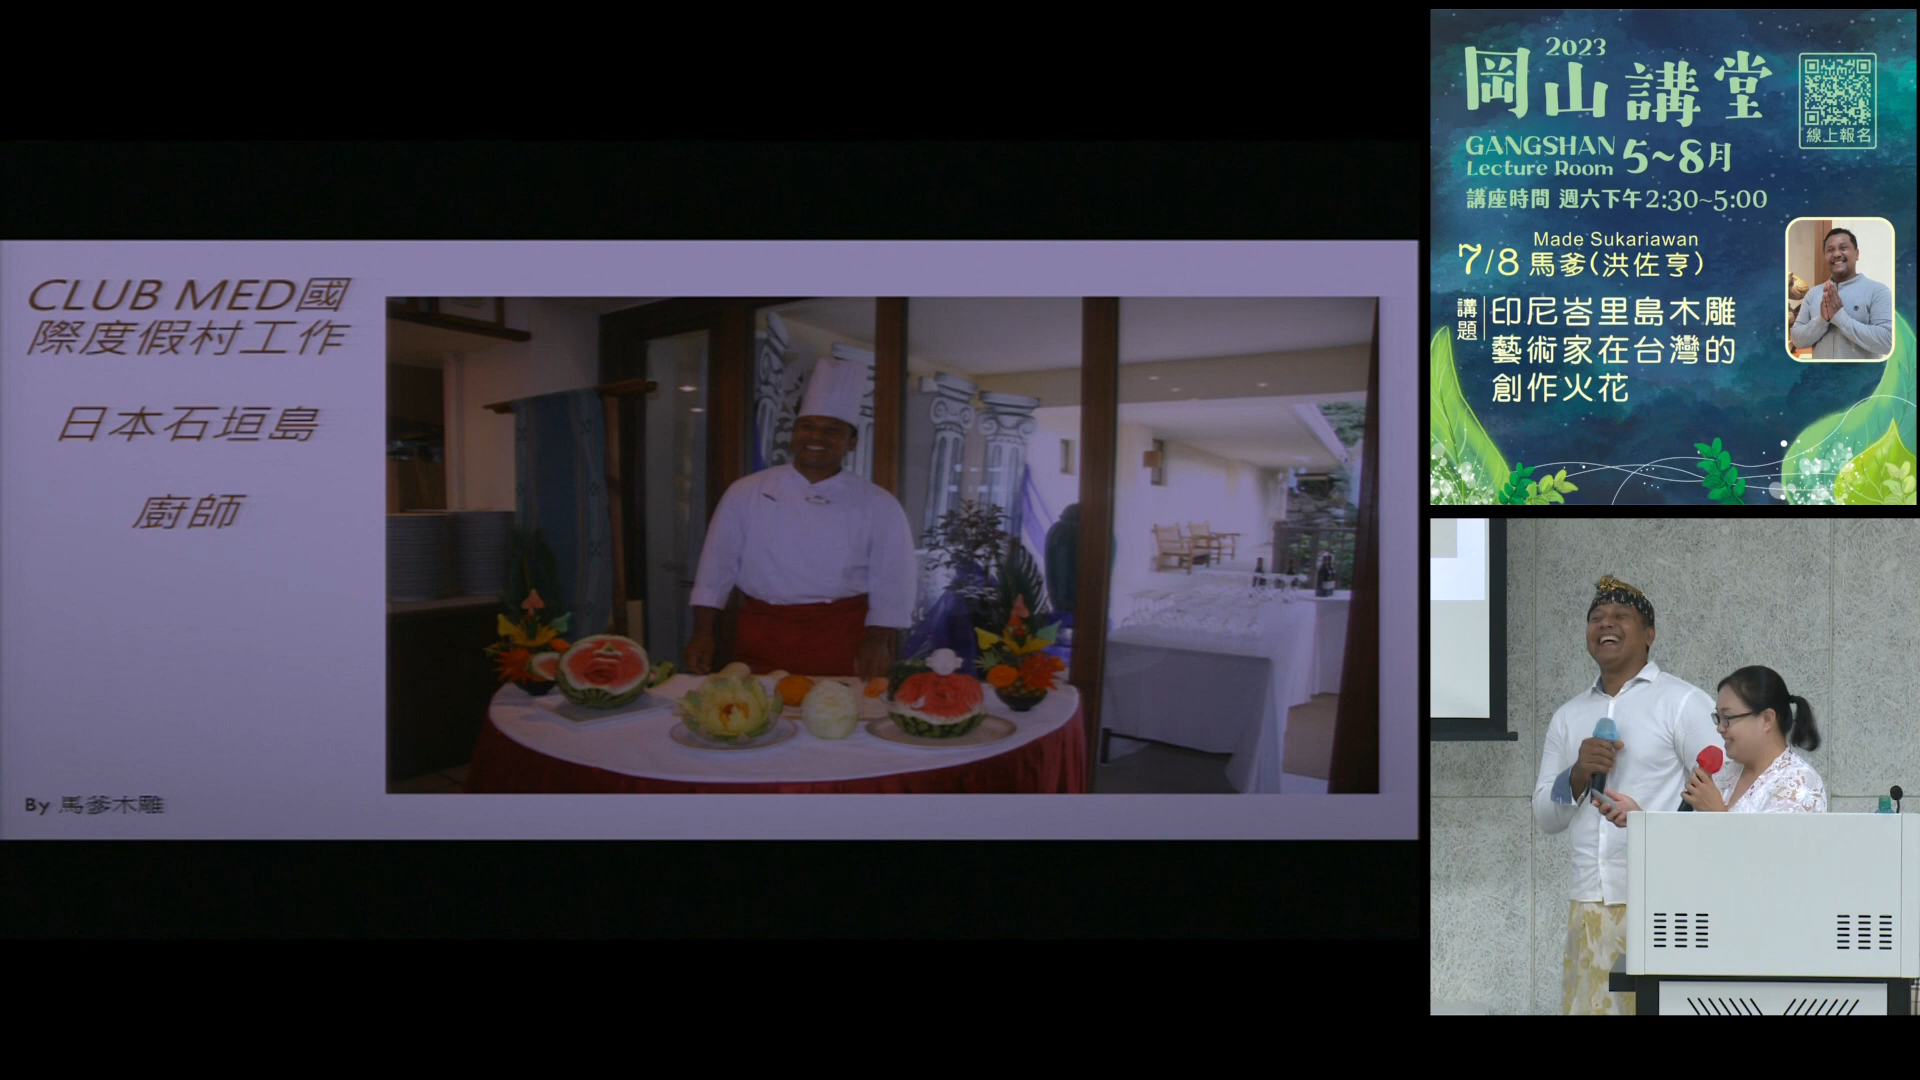 CLUB MED國
際度假村工作
日本石垣島
廚師
By 馬爹木雕
2023
岡山講堂
線上報名
GANGSHAN
Lecture Room
5~8月
講座時間 週六下午2:30~5:00
Made Sukariawan
7/8 馬爹(洪佐亨)
講題
印尼峇里島木雕
藝術家在台灣的
創作火花